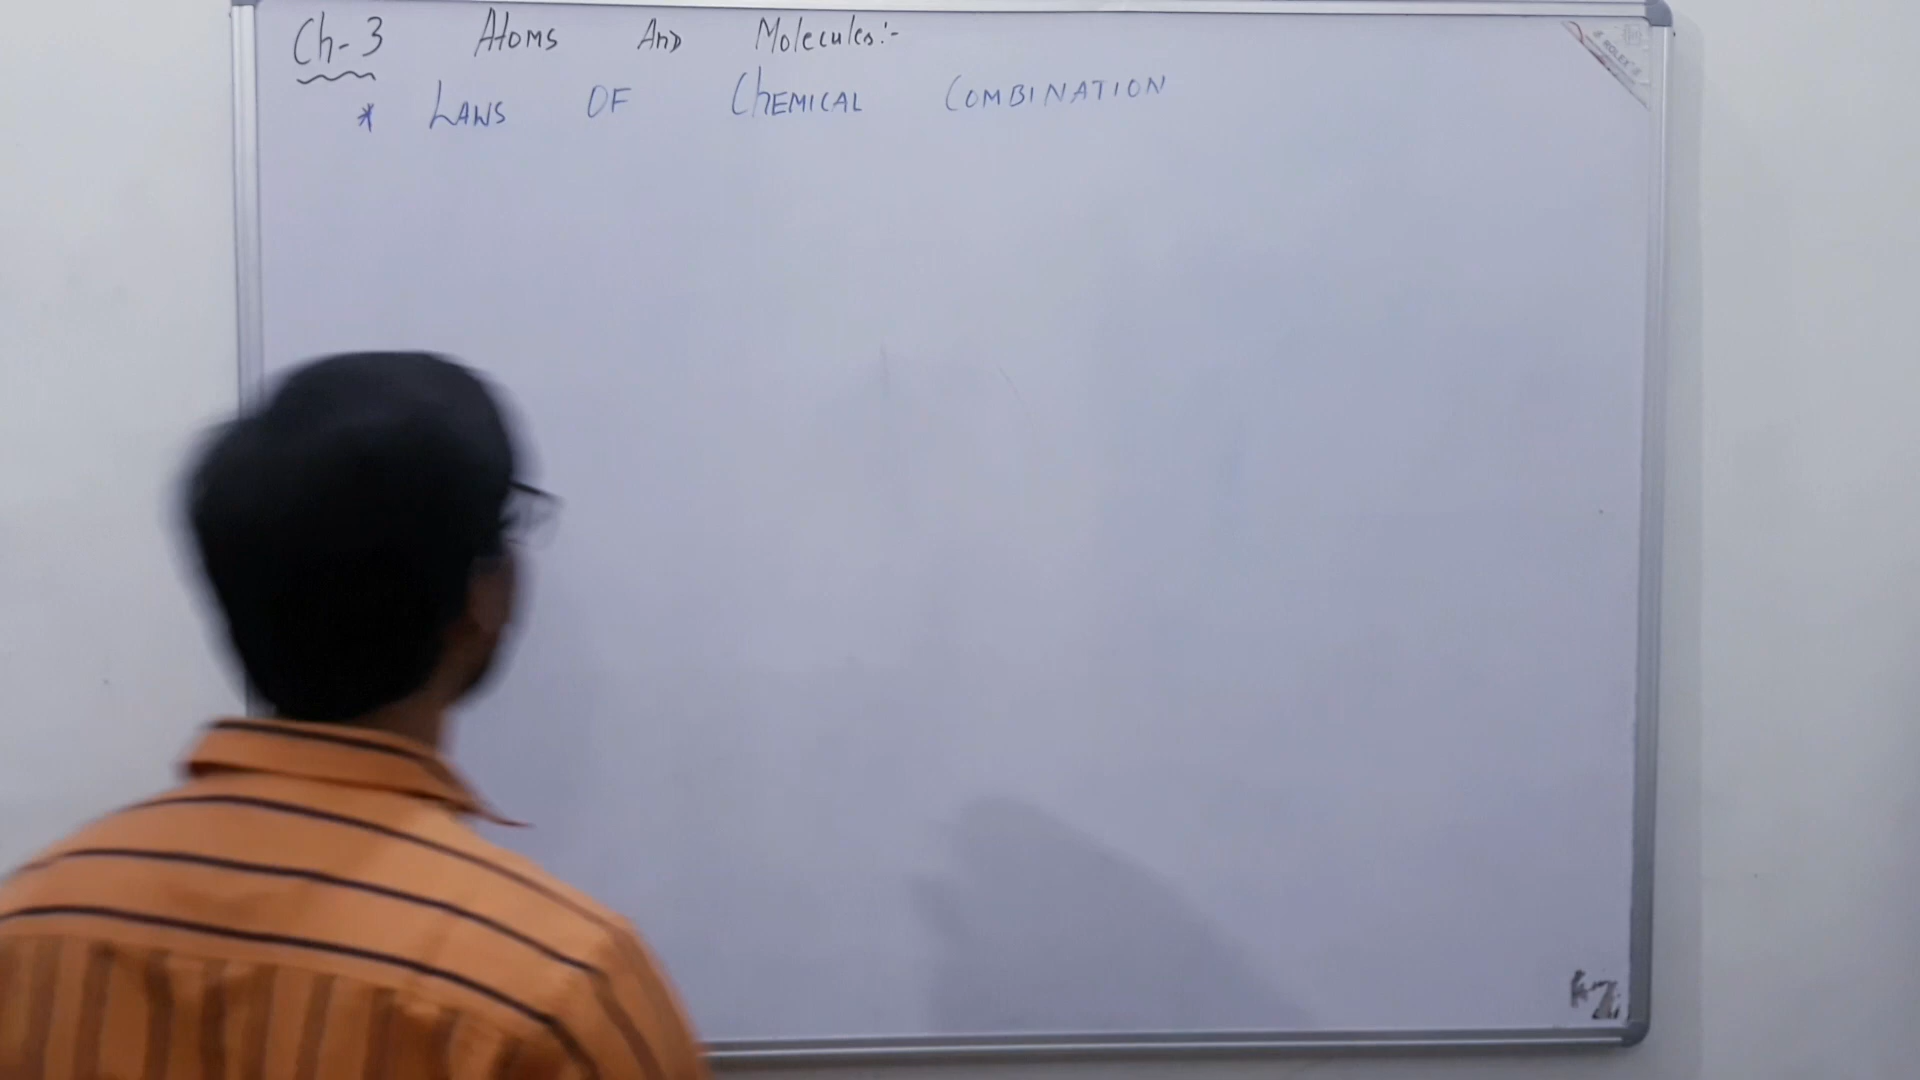 Ch-3 Atoms And Molecules:-
* LAWS OF CHEMICAL COMBINATION